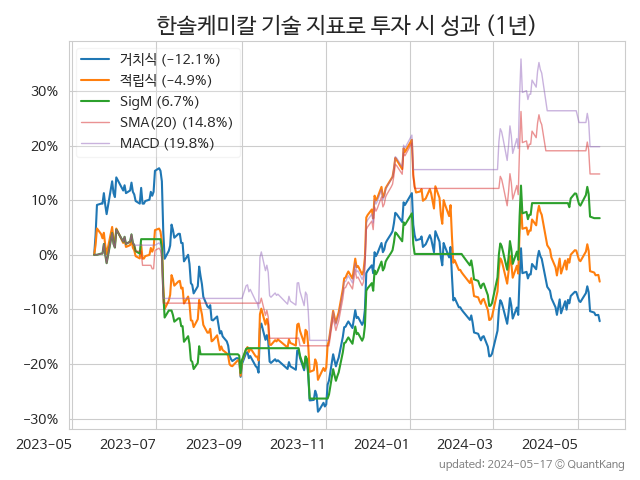 한솔케미칼 기술 지표로 투자 시 성과 (1년)
거치식 (−12.1%)
적립식 (−4.9%)
SigM (6.7%)
SMA(20) (14.8%)
MACD (19.8%)
30%
20%
10%
0%
−10%
−20%
−30%
2023−05 2023−07 2023−09 2023−11 2024−01 2024−03 2024−05
updated: 2024−05−17 © QuantKang